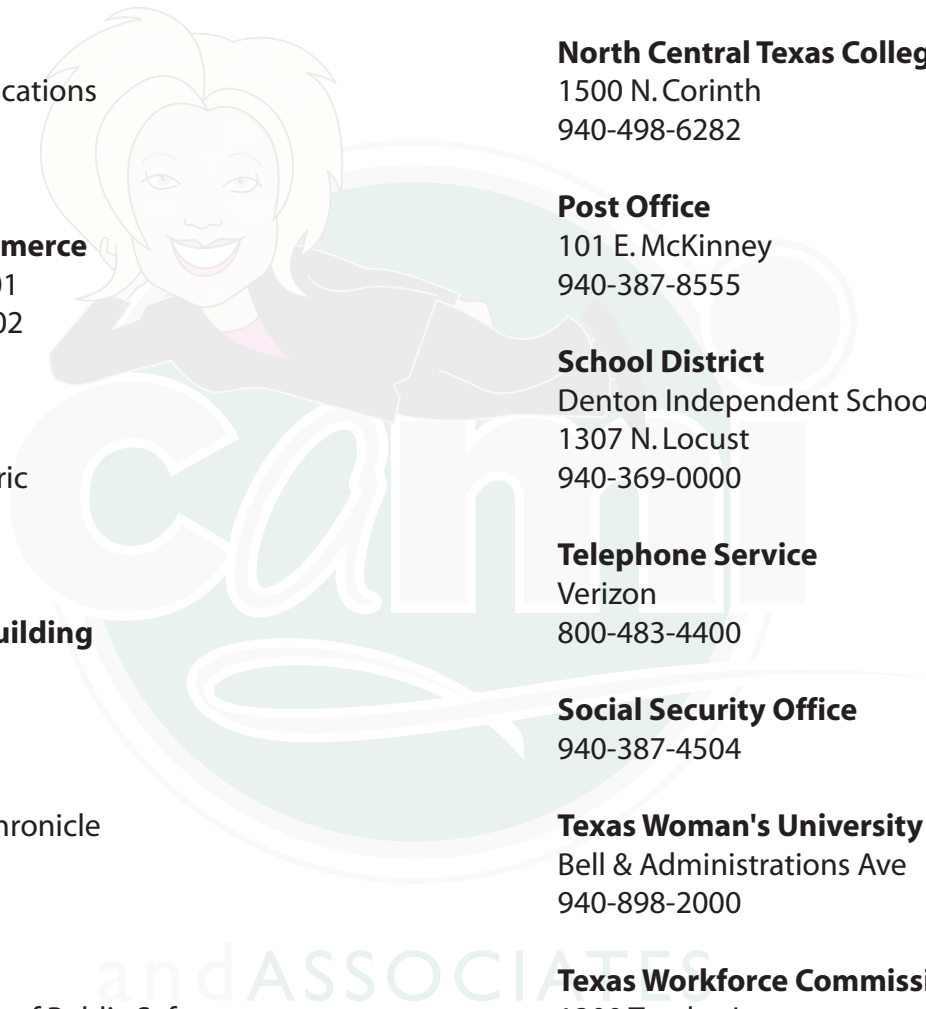 cations
merce
01
02
ric
uilding
hronicle
North Central Texas Colleg
1500 N. Corinth
940-498-6282
Post Office
101 E. McKinney
940-387-8555
School District
Denton Independent Schoo
1307 N. Locust
940-369-0000
Telephone Service
Verizon
800-483-4400
Social Security Office
940-387-4504
Texas Woman's University
Bell & Administrations Ave
940-898-2000
Texas Workforce Commissi
cami
and ASSOCIATES